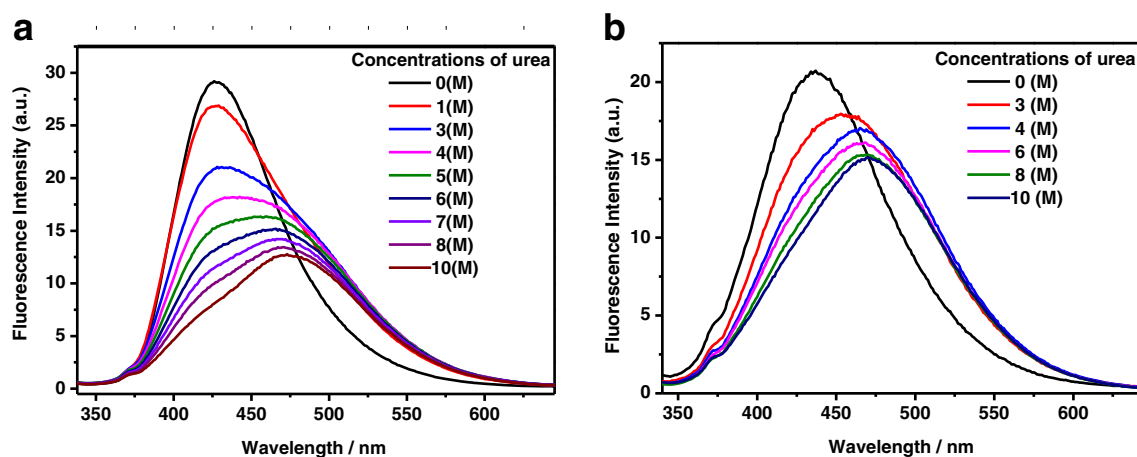 a
Fluorescence Intensity (a.u.)
30
25
20
15
10
5
0
Concentrations of urea
0(M)
1(M)
3(M)
4(M)
5(M)
6(M)
7(M)
8(M)
10(M)
350 400 450 500 550 600
Wavelength / nm
b
Fluorescence Intensity (a.u.)
20
15
10
5
0
Concentrations of urea
0 (M)
3 (M)
4 (M)
6 (M)
8 (M)
10 (M)
350 400 450 500 550 600
Wavelength / nm